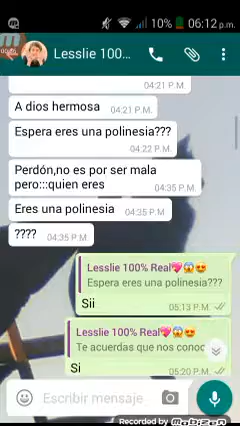 10% 06:12 p.m.
Lesslie 100%...
04:21 P.M.
A dios hermosa 04:21 P.M.
Espera eres una polinesia???
04:22 P.M.
Perdón,no es por ser mala
pero:::quien eres 04:35 P.M.
Eres una polinesia 04:35 P.M.
???? 04:35 P.M.
Lesslie 100% Real💖😱😍
Espera eres una polinesia???
Sii 05:13 P.M.
Lesslie 100% Real💖😱😍
Te acuerdas que nos conoc
Si 05:20 P.M.
Escribir mensaje
Recorded by Mobizen